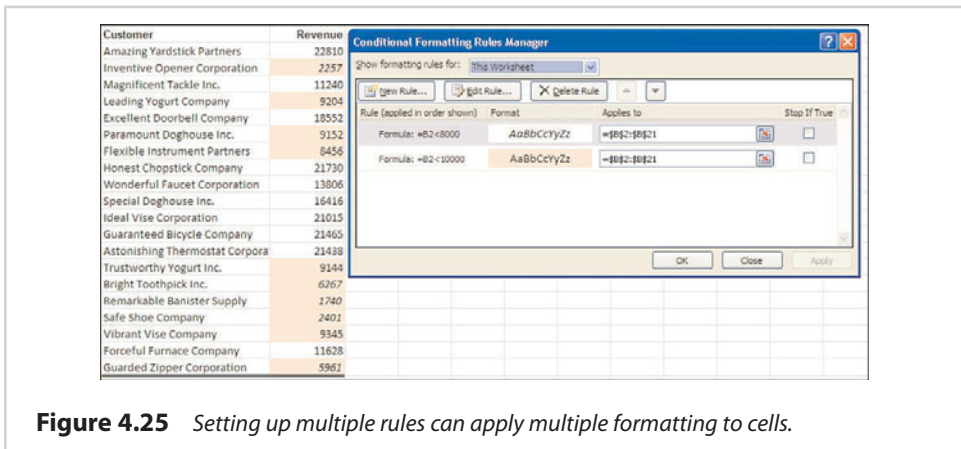 Customer Revenue
Amazing Yardstick Partners 22810
Inventive Opener Corporation 2257
Magnificent Tackle Inc. 11240
Leading Yogurt Company 9204
Excellent Doorbell Company 18552
Paramount Doghouse Inc. 9152
Flexible Instrument Partners 8456
Honest Chopstick Company 21730
Wonderful Faucet Corporation 13806
Special Doghouse Inc. 16416
Ideal Vise Corporation 21015
Guaranteed Bicycle Company 21465
Astonishing Thermostat Corpora 21438
Trustworthy Yogurt Inc. 9144
Bright Toothpick Inc. 6267
Remarkable Banister Supply 1740
Safe Shoe Company 2401
Vibrant Vise Company 9345
Forceful Furnace Company 11628
Guarded Zipper Corporation 5961
Conditional Formatting Rules Manager
Show formatting rules for: This Worksheet
New Rule... Edit Rule... Delete Rule
Rule (applied in order shown) Format Applies to Stop If True
Formula: =B2<8000 AaBbCcYyZz =$B$2:$B$21
Formula: =B2<10000 AaBbCcYyZz =$B$2:$B$21
OK Close Apply
Figure 4.25 Setting up multiple rules can apply multiple formatting to cells.